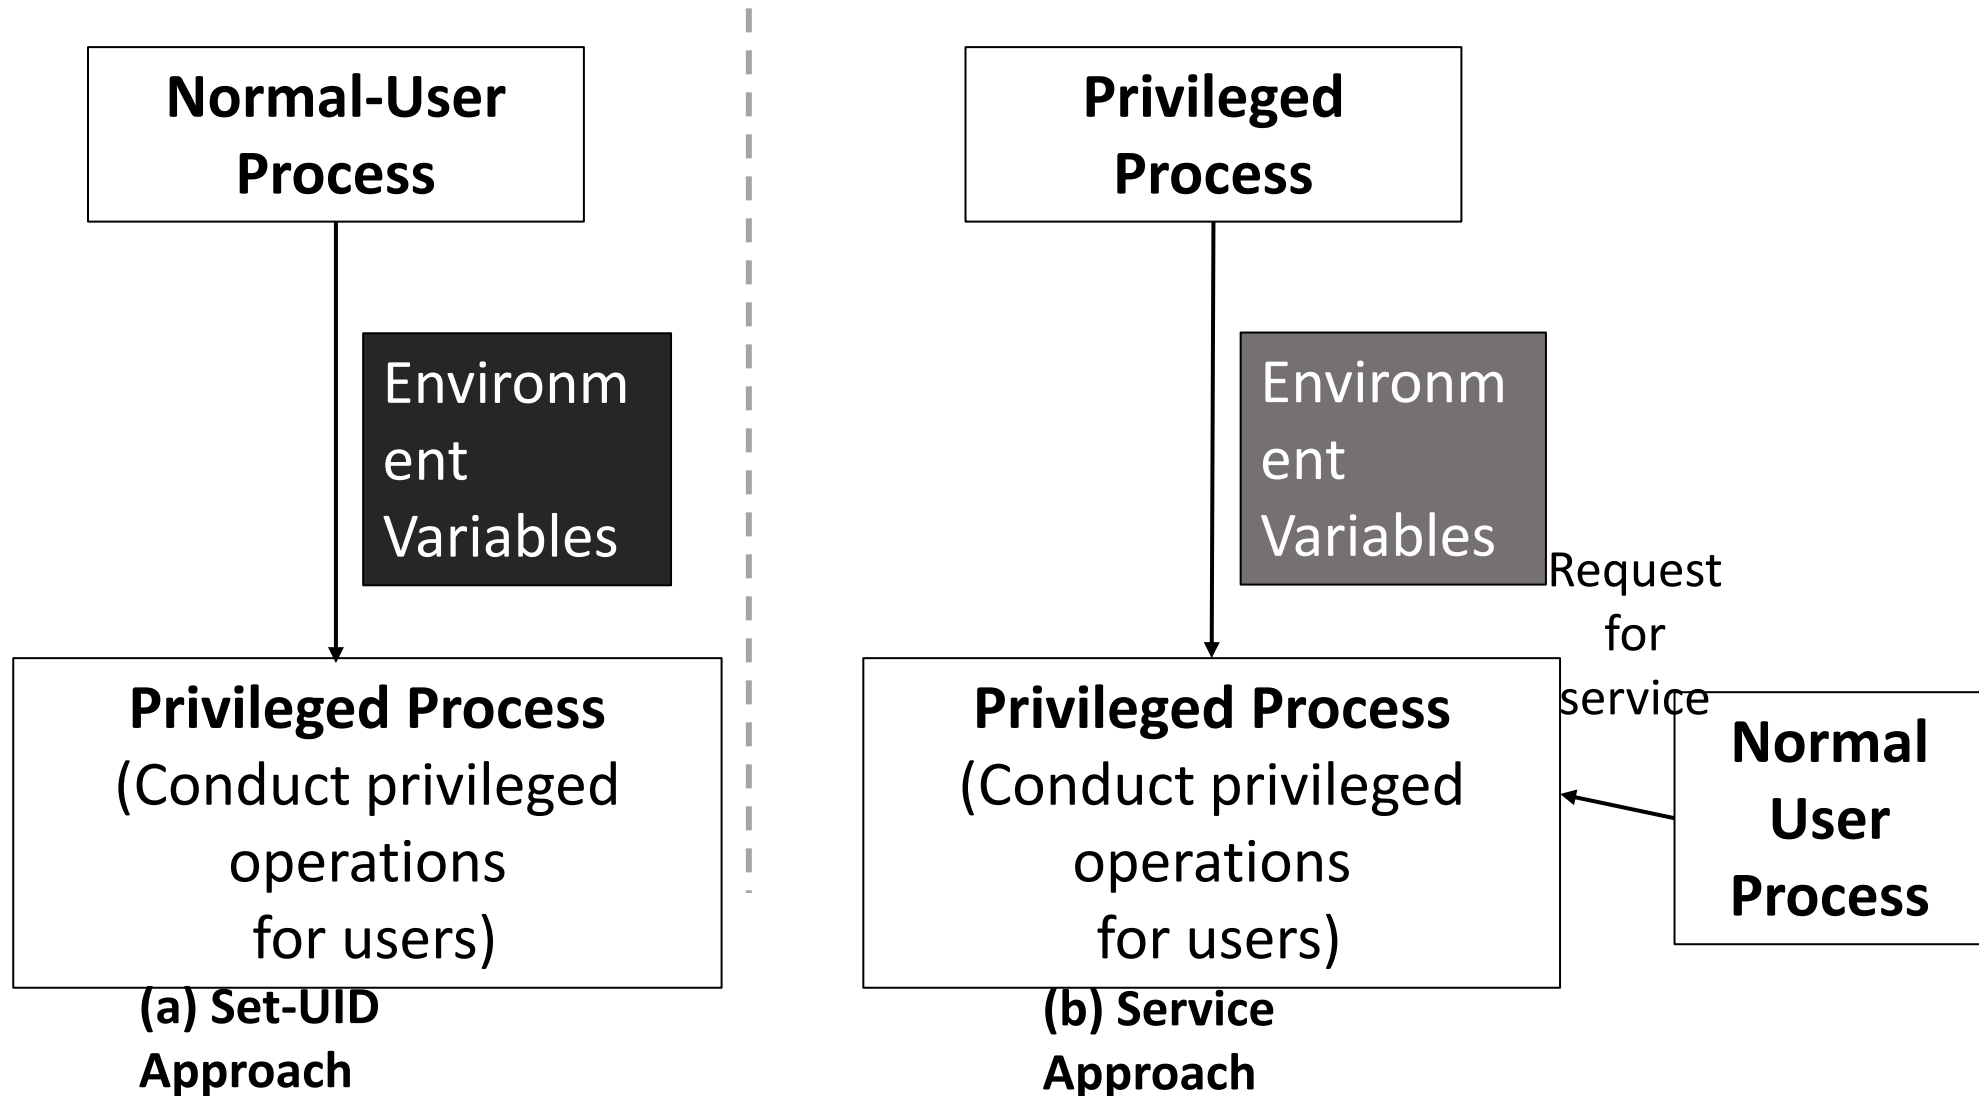 Normal-User
Process
Environm
ent
Variables
Privileged Process
(Conduct privileged
operations
for users)
(a) Set-UID
Approach
Privileged
Process
Environm
ent
Variables
Request
for
service
Privileged Process
(Conduct privileged
operations
for users)
Normal
User
Process
(b) Service
Approach